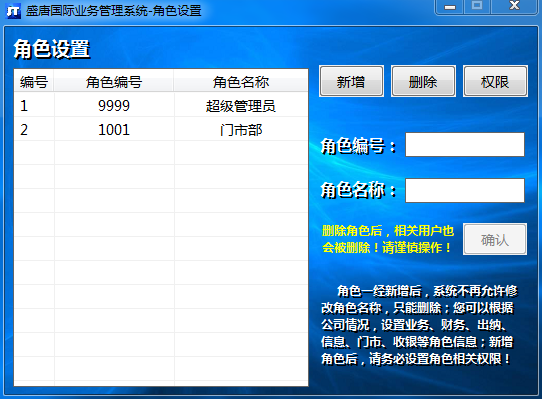 JT 盛唐国际业务管理系统-角色设置
角色设置
编号 角色编号 角色名称
1 9999 超级管理员
2 1001 门市部
新增 删除 权限
角色编号：
角色名称：
删除角色后，相关用户也
会被删除！请谨慎操作！
确认
角色一经新增后，系统不再允许修
改角色名称，只能删除；您可以根据
公司情况，设置业务、财务、出纳、
信息、门市、收银等角色信息；新增
角色后，请务必设置角色相关权限！